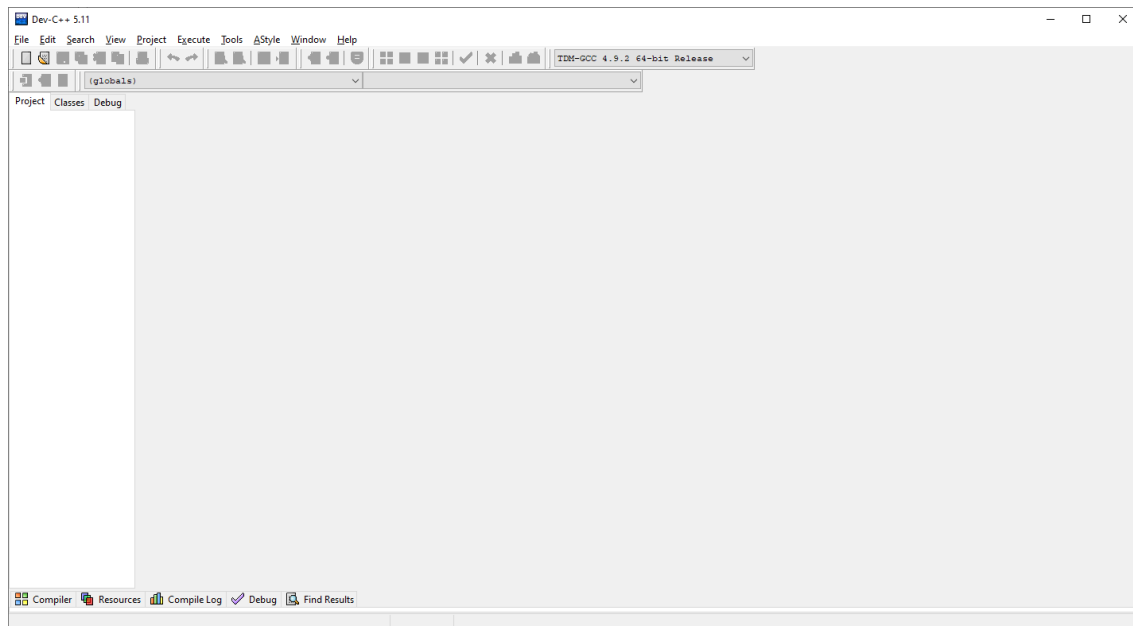 Dev-C++ 5.11
File Edit Search View Project Execute Tools AStyle Window Help
TDM-GCC 4.9.2 64-bit Release
(globals)
Project Classes Debug
Compiler Resources Compile Log Debug Find Results